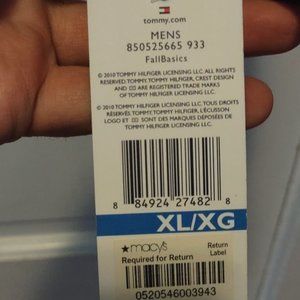 tommy.com
MENS
850525665 933
FallBasics
© 2010 TOMMY HILFIGER LICENSING LLC. ALL RIGHTS
RESERVED. TOMMY HILFIGER, CREST DESIGN
AND ARE REGISTERED TRADE MARKS
OF TOMMY HILFIGER LICENSING LLC.
© 2010 TOMMY HILFIGER LICENSING LLC. TOUS DROITS
RÉSERVÉS. TOMMY HILFIGER, L'ÉCUSSON
LOGO ET SONT DES MARQUES DÉPOSÉES DE
TOMMY HILFIGER LICENSING LLC.
8 84924 27482 8
XL/XG
★macy's Return
Required for Return Label
0520546003943